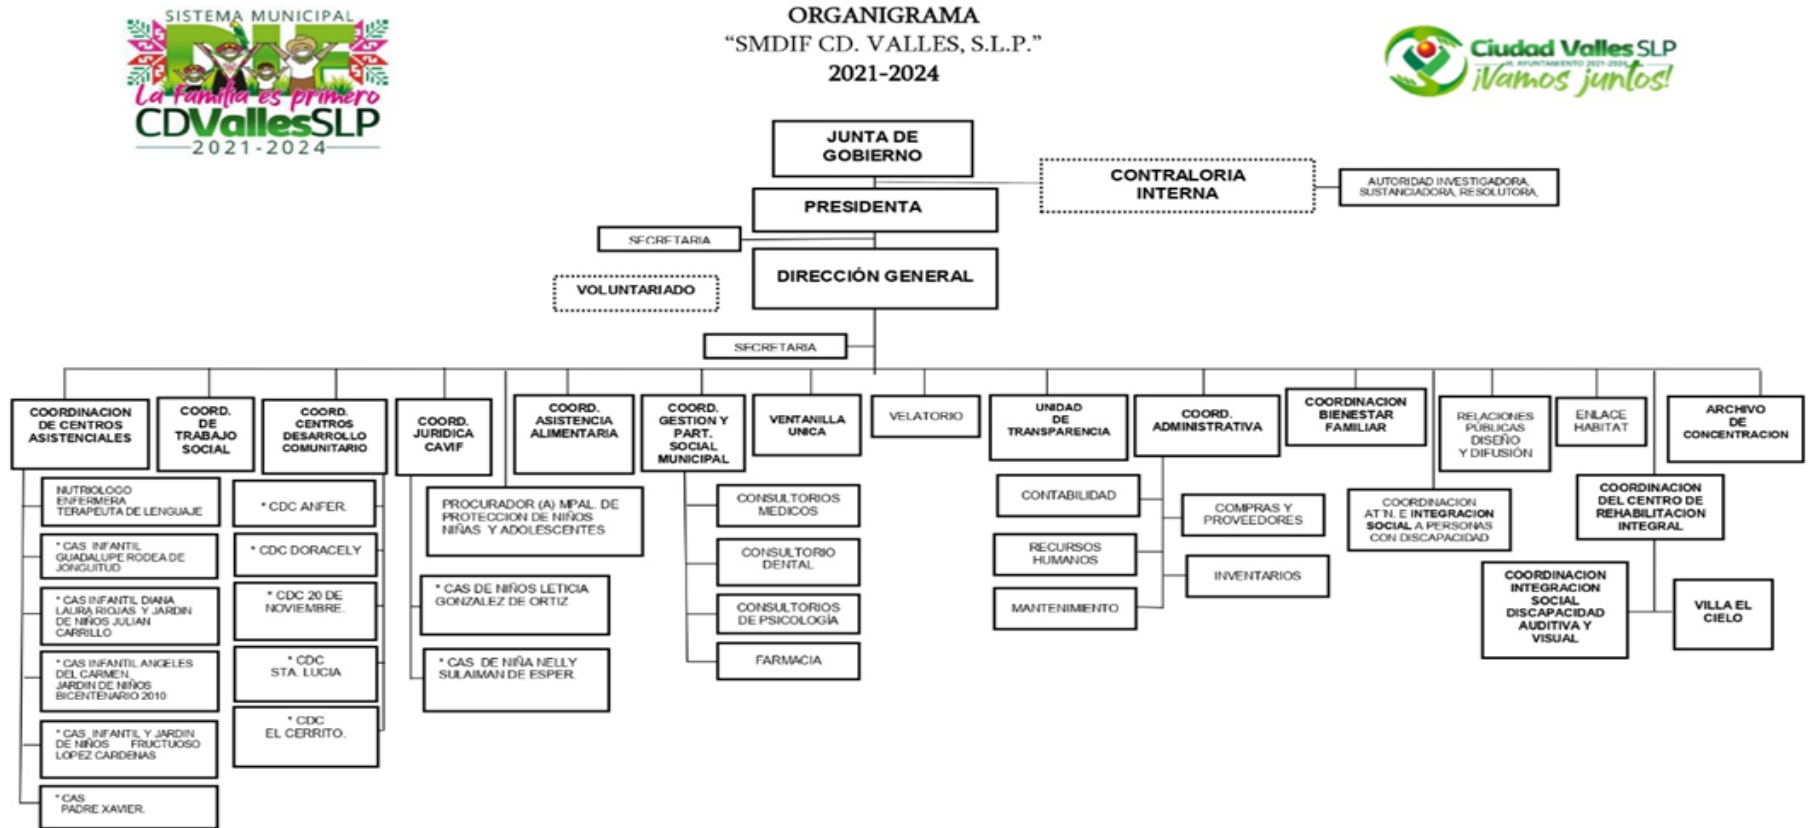 SISTEMA MUNICIPAL
DIF
La Familia es primero
CDVallesSLP
2021-2024
ORGANIGRAMA
“SMDIF CD. VALLES, S.L.P.”
2021-2024
Ciudad Valles SLP
H. AYUNTAMIENTO 2021-2024
¡Vamos juntos!
JUNTA DE
GOBIERNO
CONTRALORIA
INTERNA
AUTORIDAD INVESTIGADORA,
SUSTANCIADORA, RESOLUTORA,
PRESIDENTA
SECRETARIA
DIRECCIÓN GENERAL
VOLUNTARIADO
SECRETARIA
COORDINACION
DE CENTROS
ASISTENCIALES
COORD.
DE
TRABAJO
SOCIAL
COORD.
CENTROS
DESARROLLO
COMUNITARIO
COORD.
JURIDICA
CAVIF
COORD.
ASISTENCIA
ALIMENTARIA
COORD.
GESTION Y
PART.
SOCIAL
MUNICIPAL
VENTANILLA
UNICA
VELATORIO
UNIDAD
DE
TRANSPARENCIA
COORD.
ADMINISTRATIVA
COORDINACION
BIENESTAR
FAMILIAR
RELACIONES
PÚBLICAS
DISEÑO
Y DIFUSIÓN
ENLACE
HABITAT
ARCHIVO
DE
CONCENTRACION
NUTRIOLOGO
ENFERMERA
TERAPEUTA DE LENGUAJE
* CAS INFANTIL
GUADALUPE RODEA DE
JONGUITUD
* CAS INFANTIL DIANA
LAURA RIOJAS Y JARDIN
DE NIÑOS JULIAN
CARRILLO
* CAS INFANTIL ANGELES
DEL CARMEN,
JARDIN DE NIÑOS
BICENTENARIO 2010
* CAS INFANTIL Y JARDIN
DE NIÑOS FRUCTUOSO
LOPEZ CARDENAS
* CAS
PADRE XAVIER.
* CDC ANFER.
* CDC DORACELY
* CDC 20 DE
NOVIEMBRE.
* CDC
STA. LUCIA
* CDC
EL CERRITO.
PROCURADOR (A) MPAL. DE
PROTECCION DE NIÑOS
NIÑAS Y ADOLESCENTES
* CAS DE NIÑOS LETICIA
GONZALEZ DE ORTIZ
* CAS DE NIÑA NELLY
SULAIMAN DE ESPER.
CONSULTORIOS
MEDICOS
CONSULTORIO
DENTAL
CONSULTORIOS
DE PSICOLOGÍA
FARMACIA
CONTABILIDAD
RECURSOS
HUMANOS
MANTENIMIENTO
COMPRAS Y
PROVEEDORES
INVENTARIOS
COORDINACION
AT'N. E INTEGRACION
SOCIAL A PERSONAS
CON DISCAPACIDAD
COORDINACION
DEL CENTRO DE
REHABILITACION
INTEGRAL
COORDINACION
INTEGRACION
SOCIAL
DISCAPACIDAD
AUDITIVA Y
VISUAL
VILLA EL
CIELO